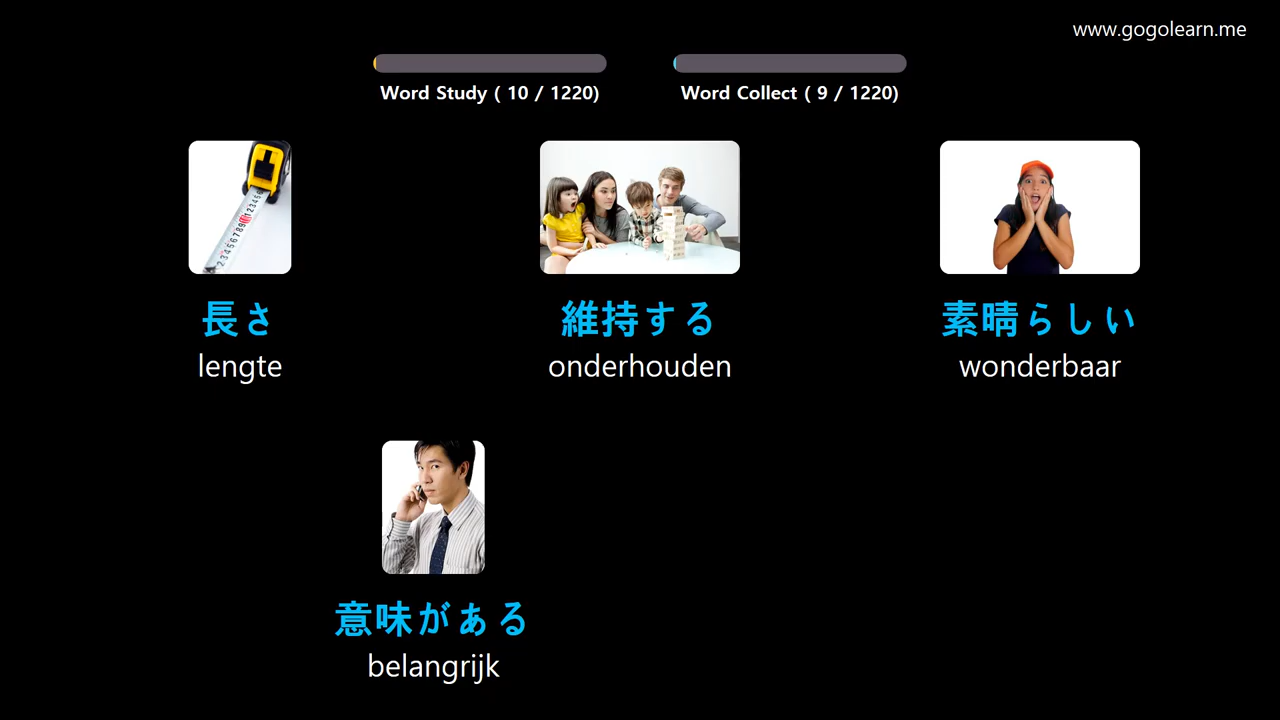 www.gogolearn.me
Word Study ( 10 / 1220)
Word Collect ( 9 / 1220)
長さ
lengte
維持する
onderhouden
素晴らしい
wonderbaar
意味がある
belangrijk